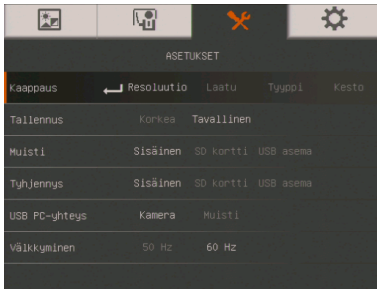 ASETUKSET
Kaappaus Resoluutio Laatu Tyyppi Kesto
Tallennus Korkea Tavallinen
Muisti Sisäinen SD kortti USB asema
Tyhjennys Sisäinen SD kortti USB asema
USB PC-yhteys Kamera Muisti
Välkkyminen 50 Hz 60 Hz